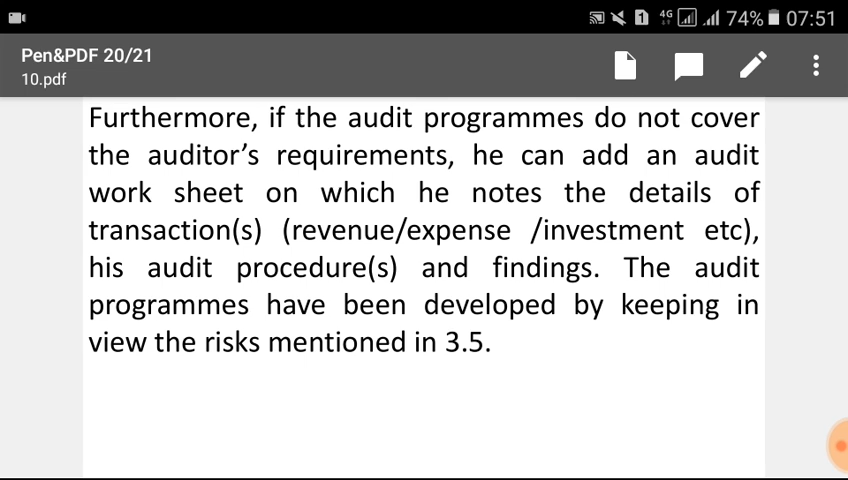 4G 1 74% 07:51
Pen&PDF 20/21
10.pdf
Furthermore, if the audit programmes do not cover
the auditor’s requirements, he can add an audit
work sheet on which he notes the details of
transaction(s) (revenue/expense /investment etc),
his audit procedure(s) and findings. The audit
programmes have been developed by keeping in
view the risks mentioned in 3.5.